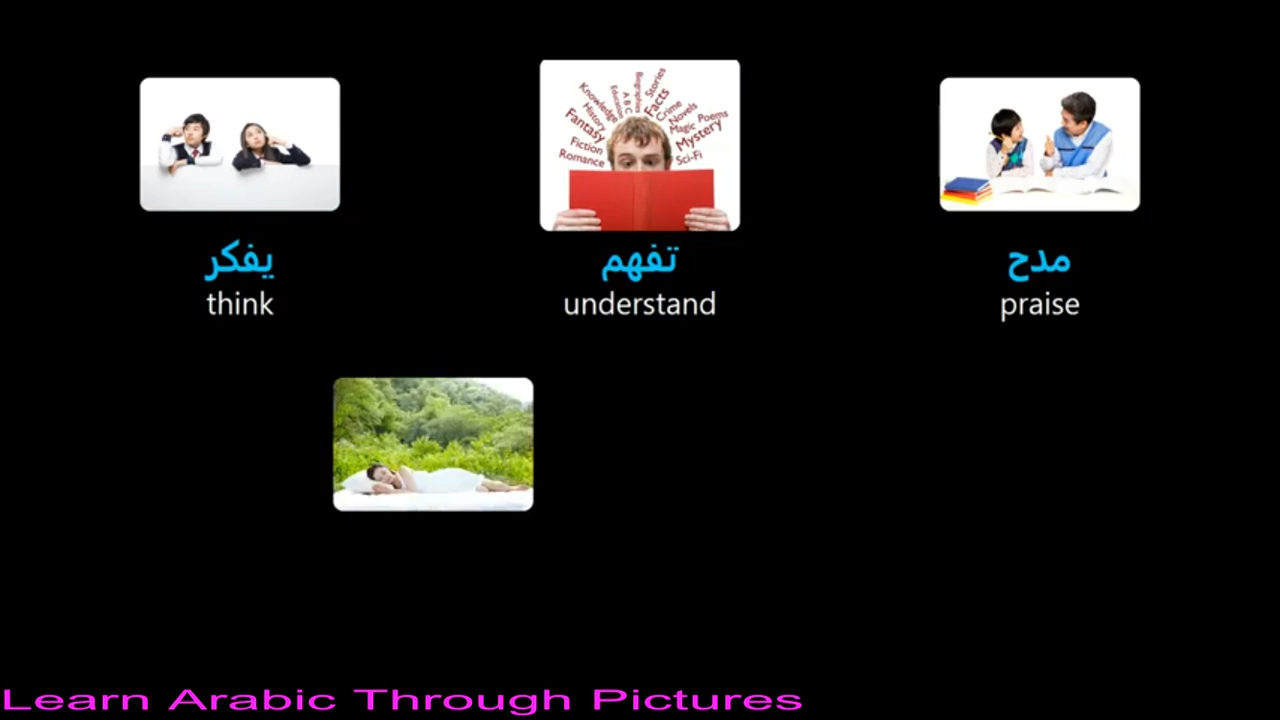 Knowledge
History
Fantasy
Fiction
Romance
A B C
Stories
Facts
Crime
Novels
Magic
Poems
Mystery
Sci-Fi
يفكر
think
تفهم
understand
مدح
praise
Learn Arabic Through Pictures